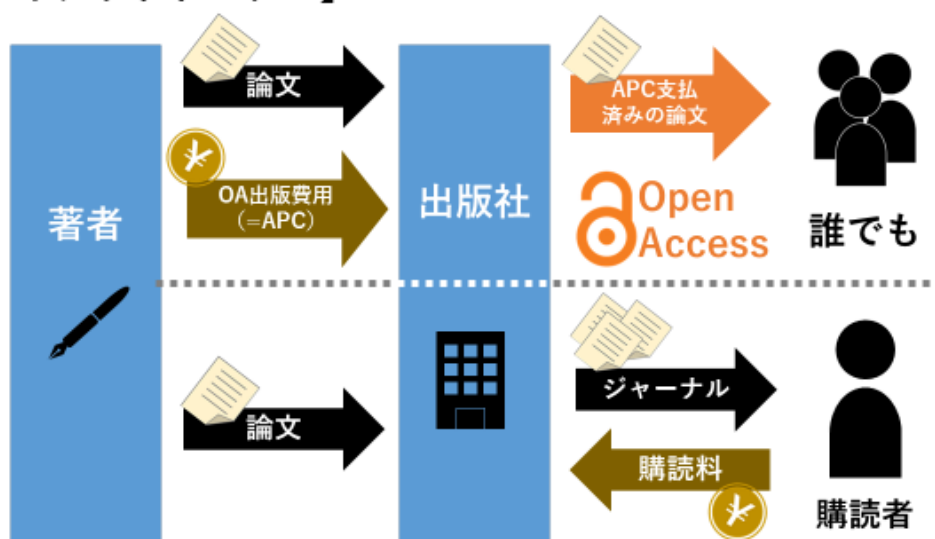 】
論文
APC支払
済みの論文
OA出版費用
(=APC)
著者
出版社
Open
Access
誰でも
論文
ジャーナル
購読料
購読者